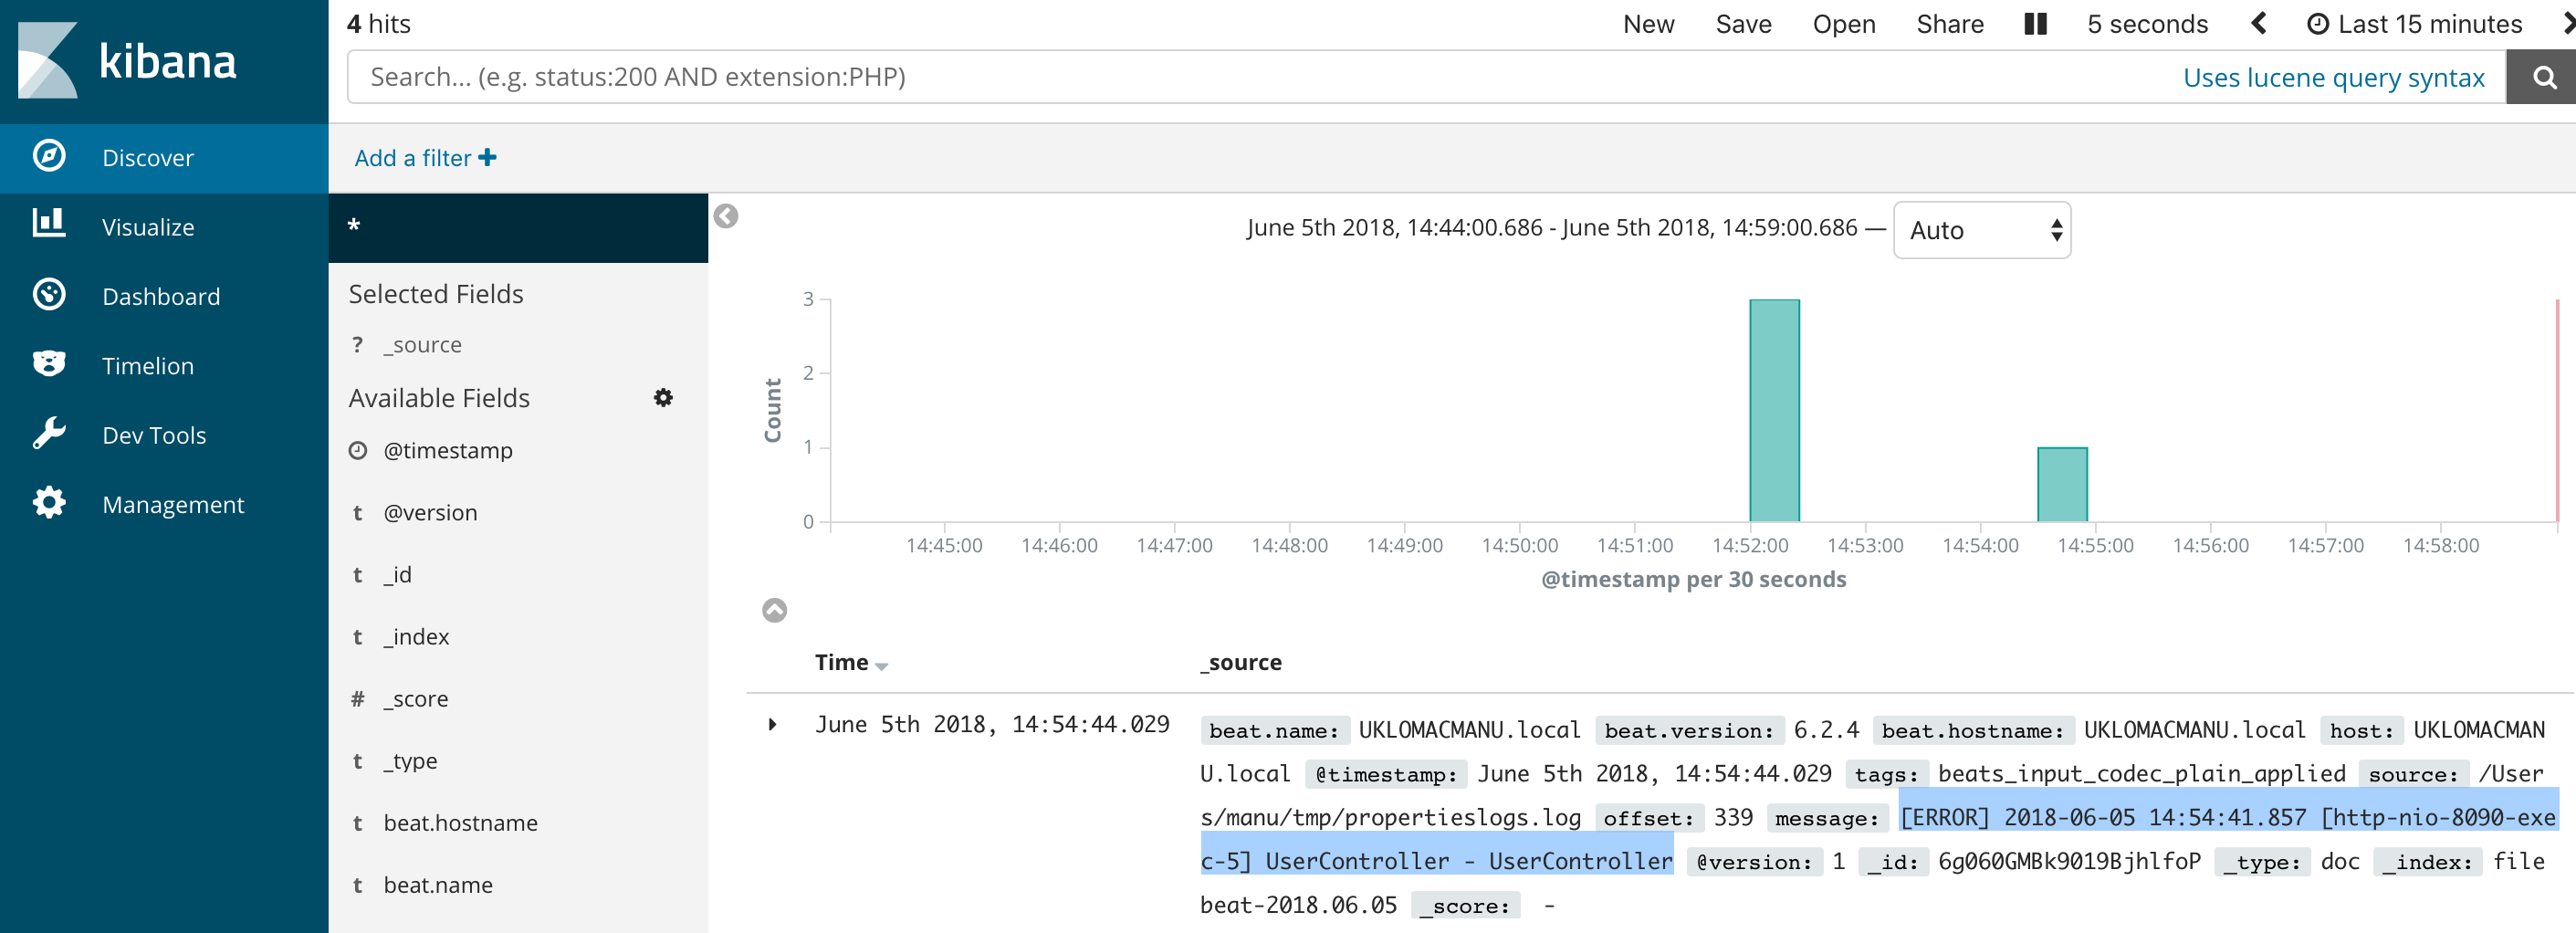 kibana
Discover
Visualize
Dashboard
Timelion
Dev Tools
Management
4 hits
New Save Open Share 5 seconds Last 15 minutes
Search... (e.g. status:200 AND extension:PHP) Uses lucene query syntax
Add a filter
*
Selected Fields
? _source
Available Fields
@timestamp
t @version
t _id
t _index
# _score
t _type
t beat.hostname
t beat.name
June 5th 2018, 14:44:00.686 - June 5th 2018, 14:59:00.686 — Auto
3
2
1
0
Count
14:45:00 14:46:00 14:47:00 14:48:00 14:49:00 14:50:00 14:51:00 14:52:00 14:53:00 14:54:00 14:55:00 14:56:00 14:57:00 14:58:00
@timestamp per 30 seconds
Time _source
June 5th 2018, 14:54:44.029 beat.name: UKLOMACMANU.local beat.version: 6.2.4 beat.hostname: UKLOMACMANU.local host: UKLOMACMAN
U.local @timestamp: June 5th 2018, 14:54:44.029 tags: beats_input_codec_plain_applied source: /User
s/manu/tmp/propertieslogs.log offset: 339 message: [ERROR] 2018-06-05 14:54:41.857 [http-nio-8090-exe
c-5] UserController - UserController @version: 1 _id: 6g060GMBk9019BjhlfoP _type: doc _index: file
beat-2018.06.05 _score: -